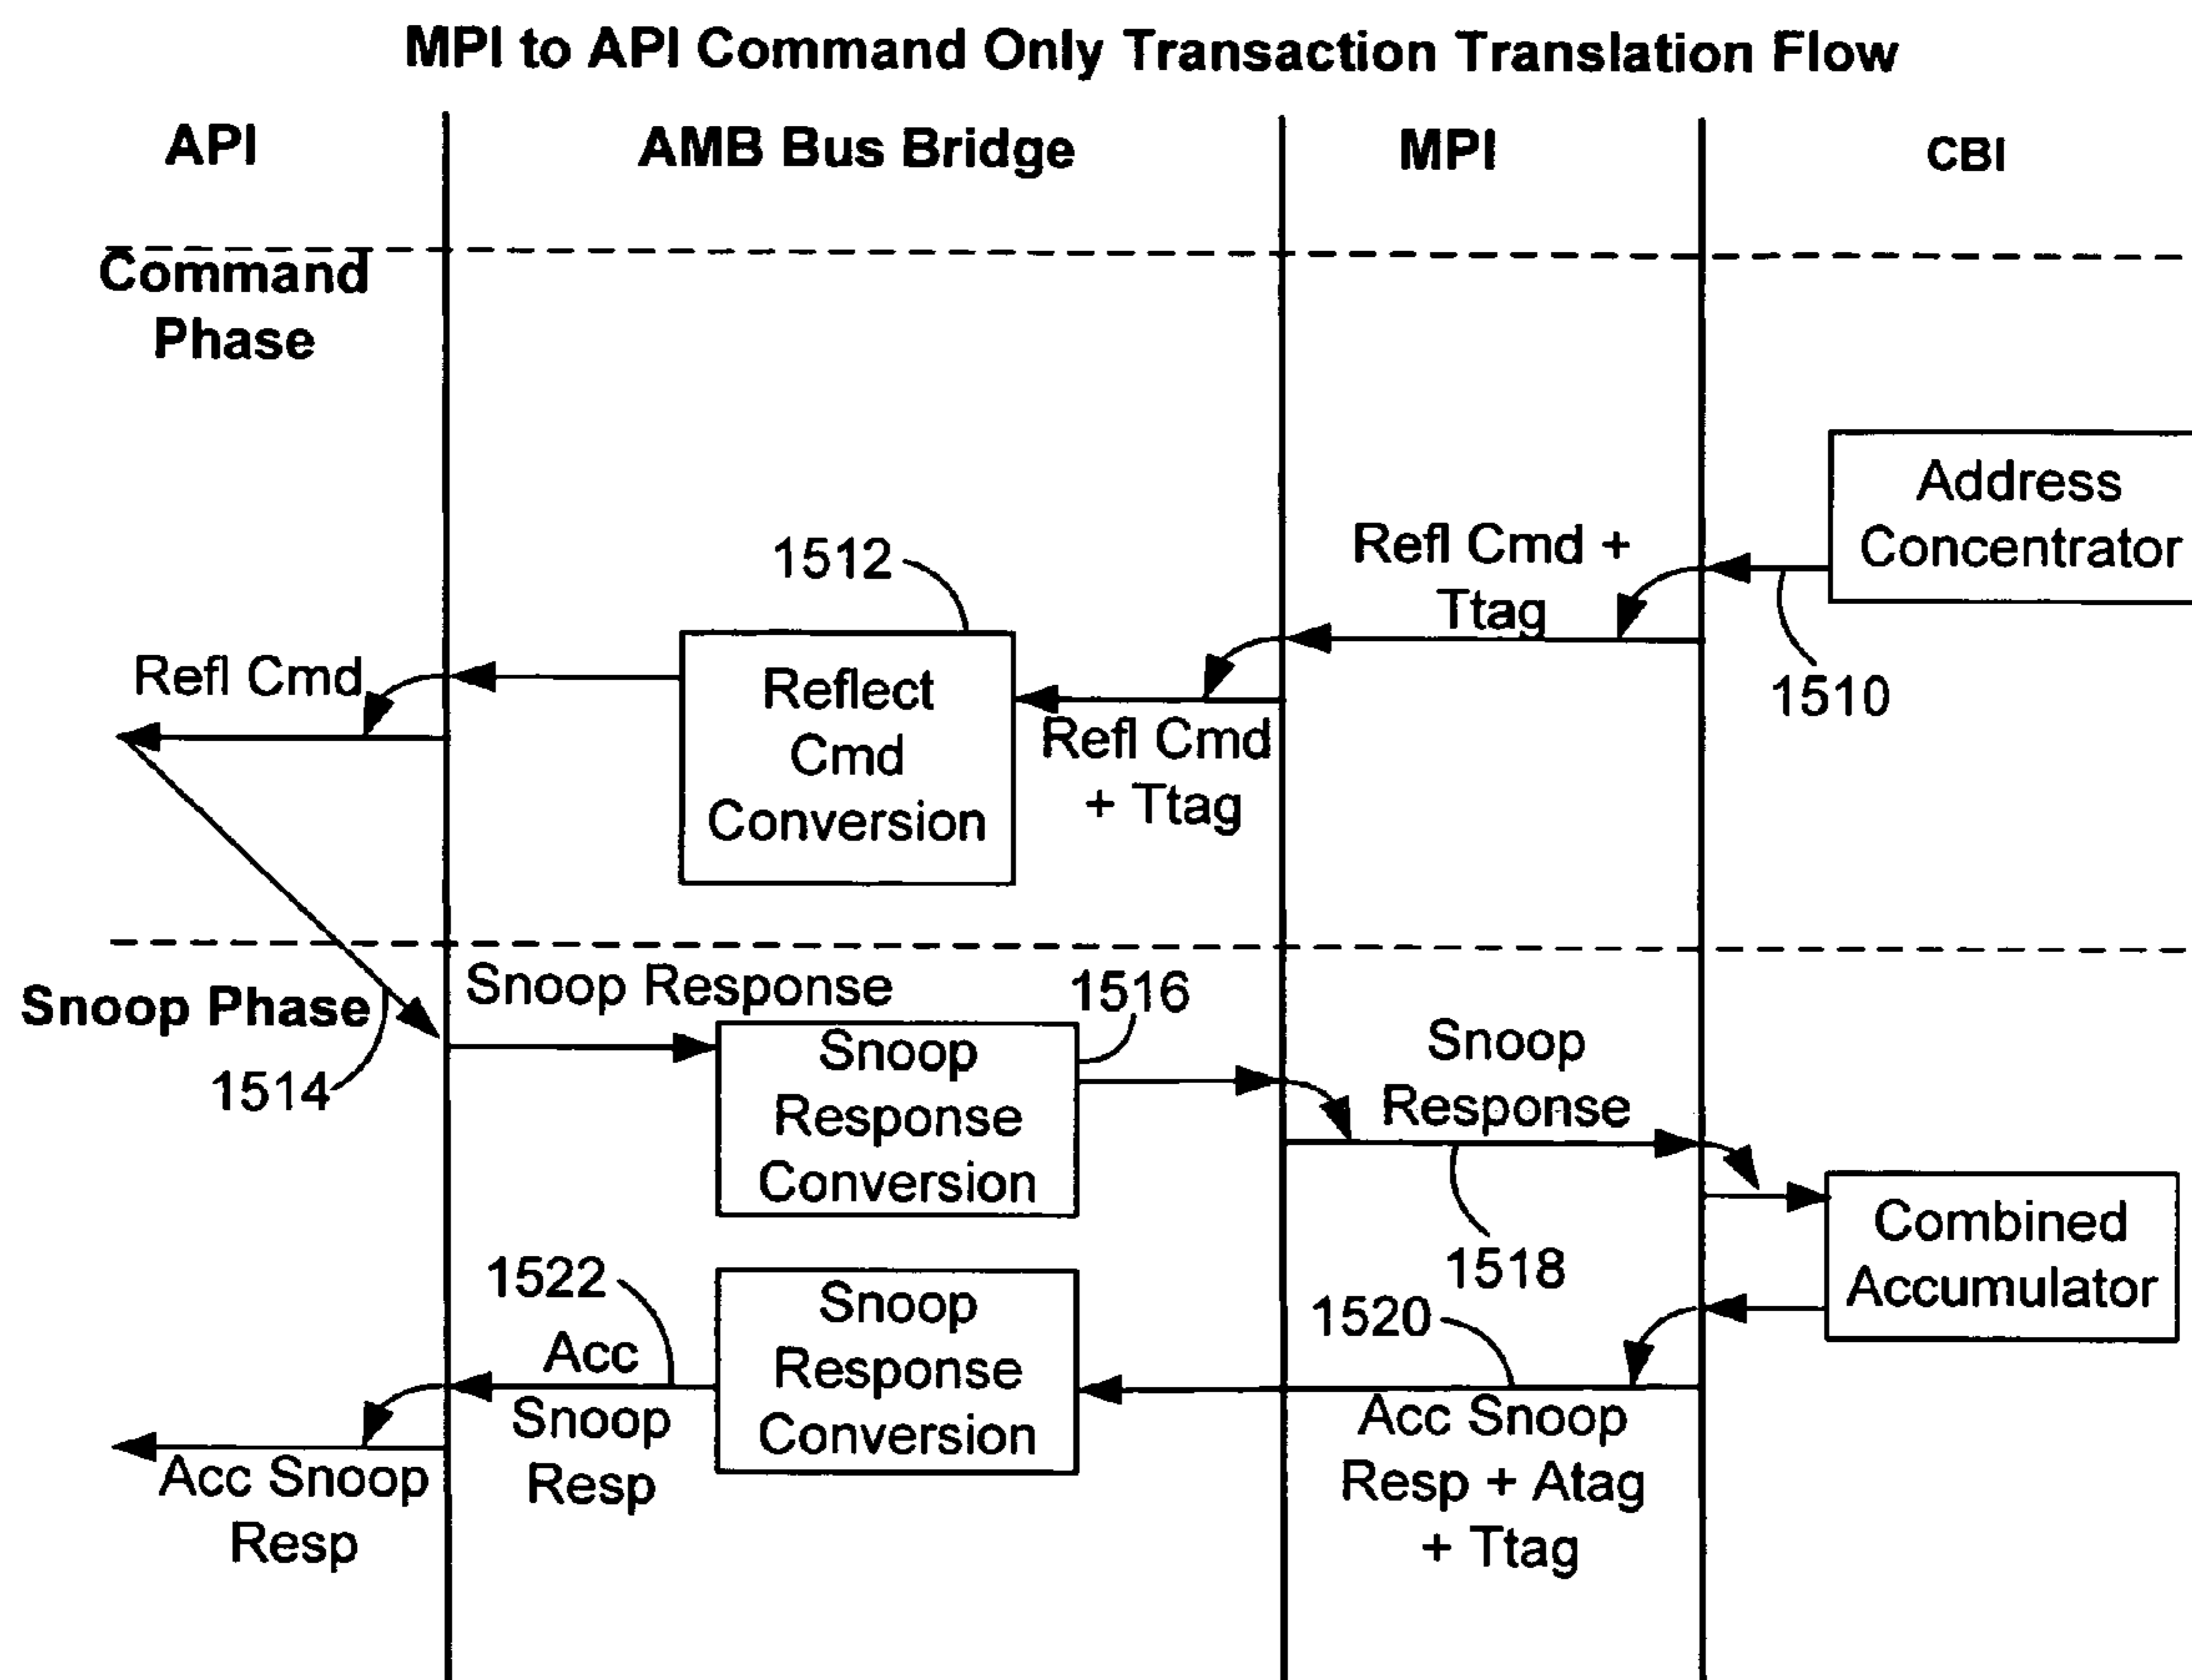 MPI to API Command Only Transaction Translation Flow
API
AMB Bus Bridge
MPI
CBI
Command
Phase
Address
Concentrator
Refl Cmd +
Ttag
1510
1512
Reflect
Cmd
Conversion
Refl Cmd
+ Ttag
Refl Cmd
Snoop Phase
1514
Snoop Response
1516
Snoop
Response
Conversion
Snoop
Response
1518
Combined
Accumulator
1520
Acc Snoop
Resp + Atag
+ Ttag
Snoop
Response
Conversion
1522
Acc
Snoop
Resp
Acc Snoop
Resp